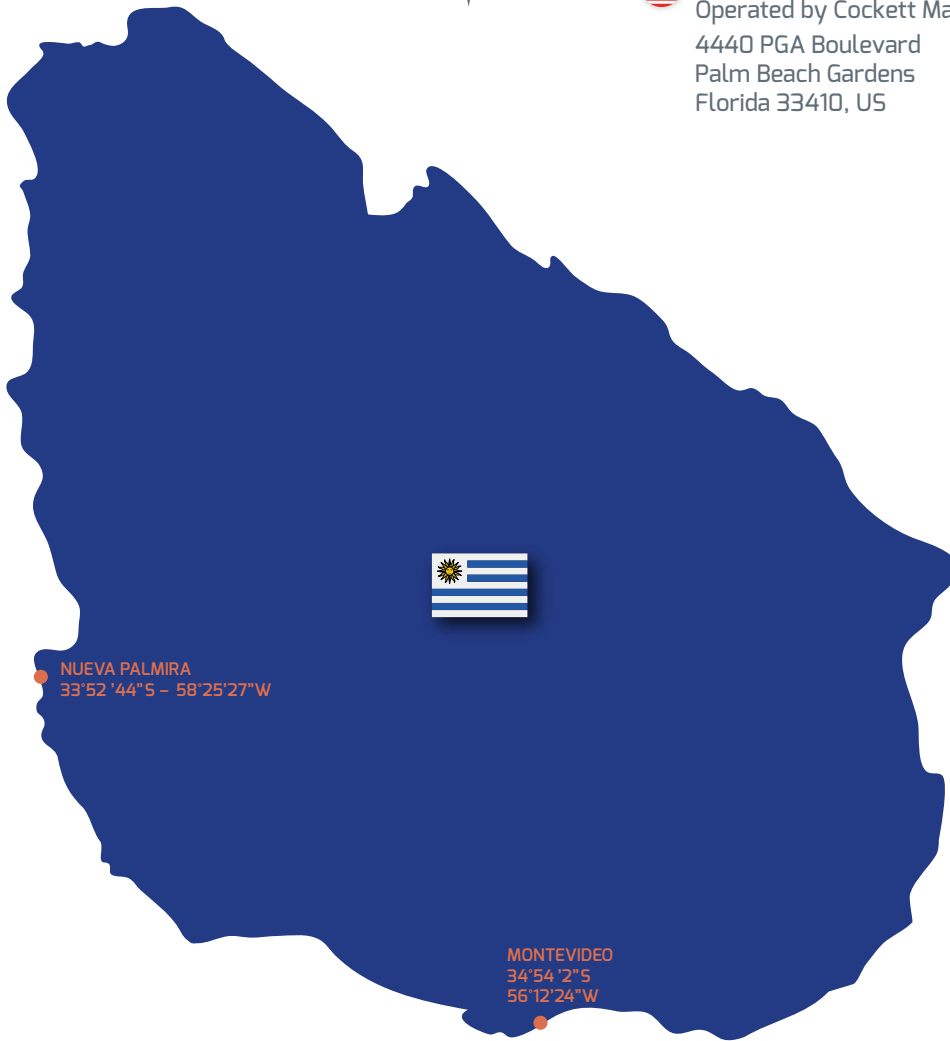 Operated by Cockett
4440 PGA Boulevard
Palm Beach Gardens
Florida 33410, US
NUEVA PALMIRA
33°52 '44"S – 58°25'27"W
MONTEVIDEO
34°54 '2"S
56°12'24"W